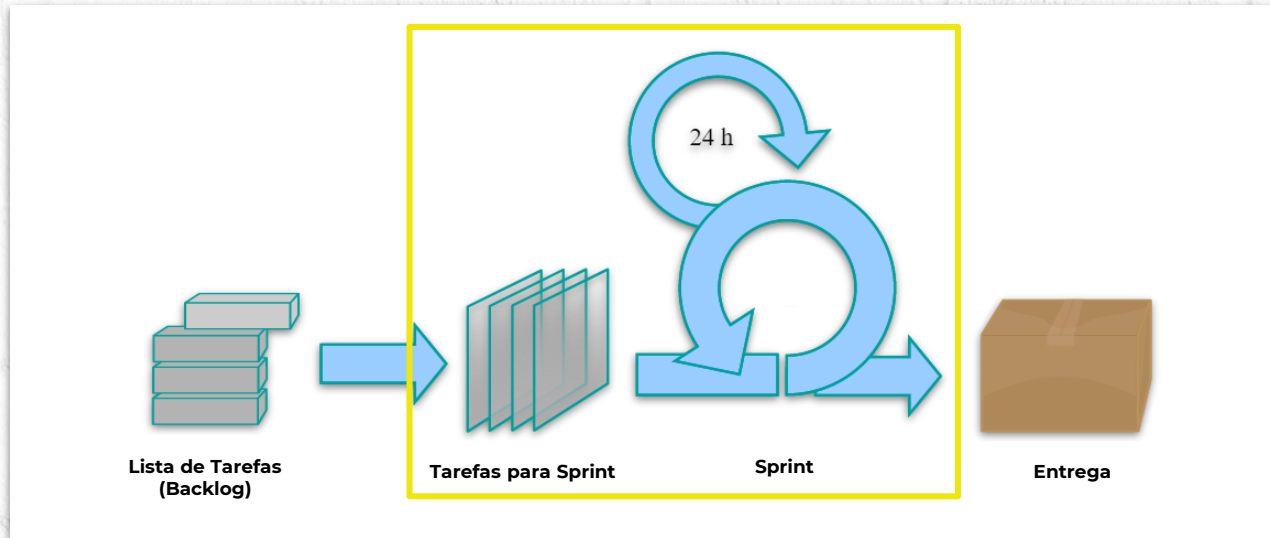 24 h
Lista de Tarefas
(Backlog)
Tarefas para Sprint
Sprint
Entrega